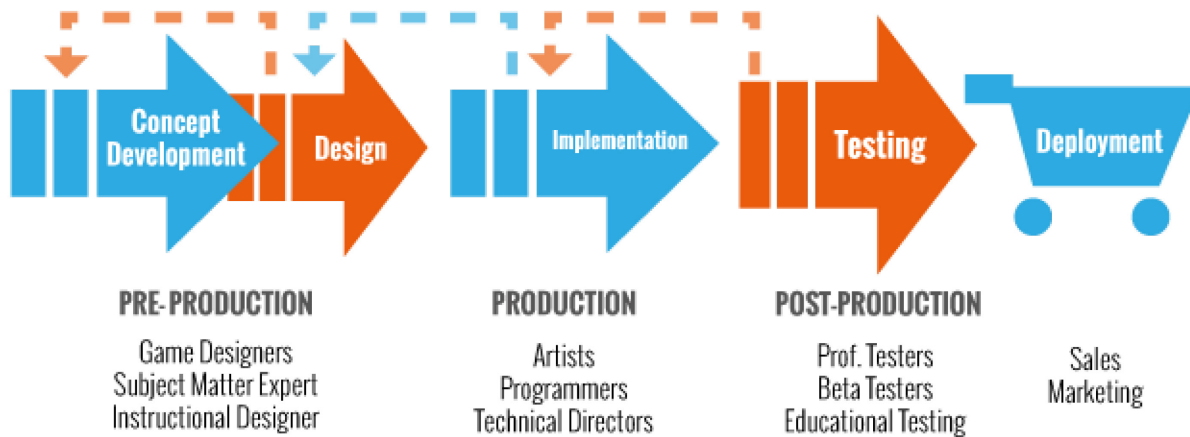 Concept
Development
Design
Implementation
Testing
Deployment
PRE-PRODUCTION
Game Designers
Subject Matter Expert
Instructional Designer
PRODUCTION
Artists
Programmers
Technical Directors
POST-PRODUCTION
Prof. Testers
Beta Testers
Educational Testing
Sales
Marketing